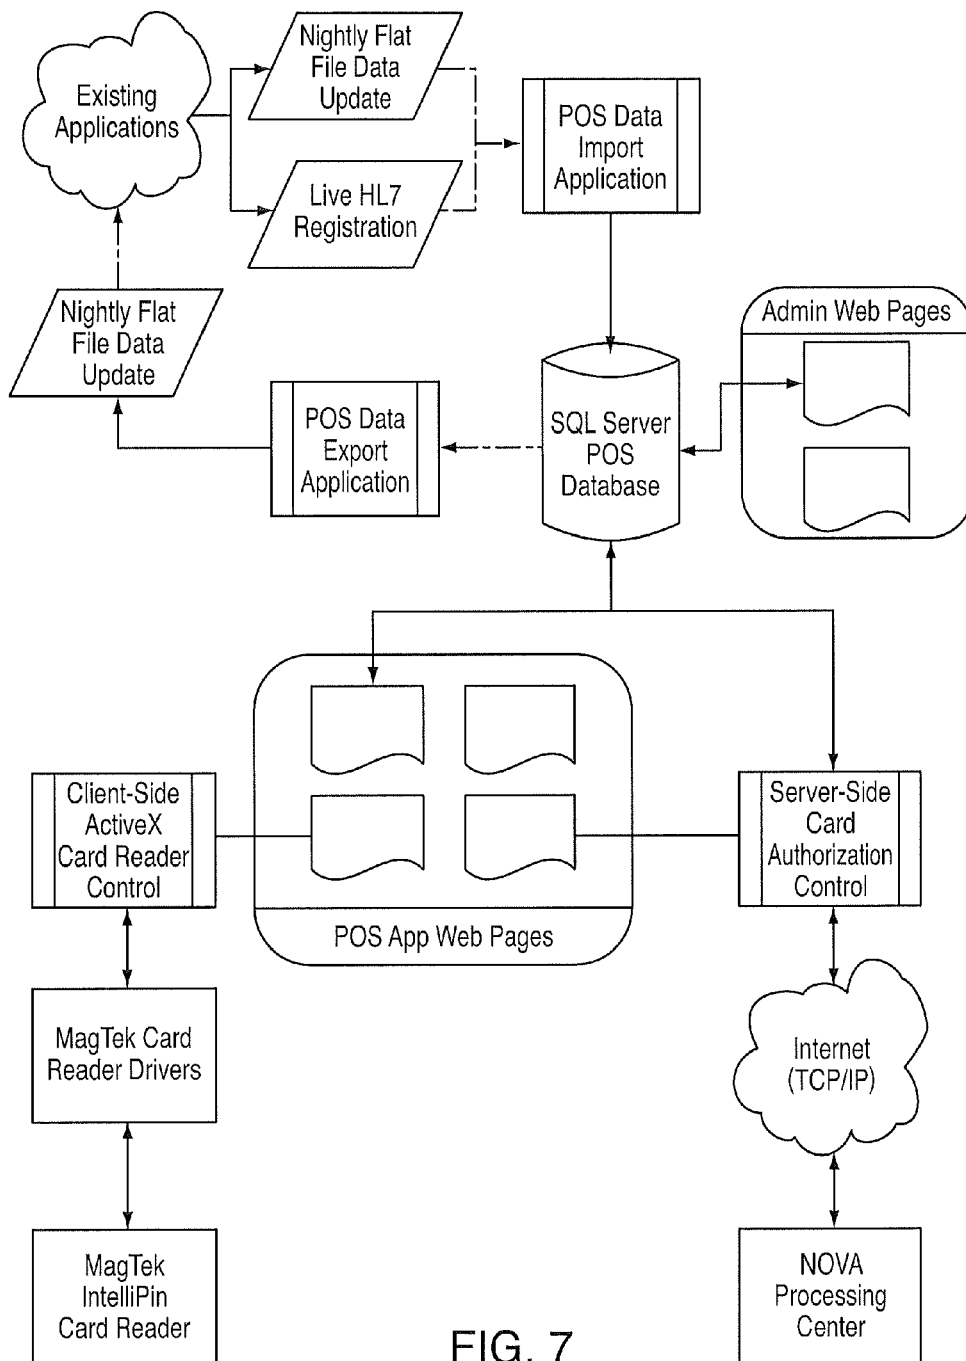 Nightly Flat
File Data
Update
Existing
Applications
POS Data
Import
Application
Live HL7
Registration
Nightly Flat
File Data
Update
Admin Web Pages
POS Data
Export
Application
SQL Server
POS
Database
Client-Side
ActiveX
Card Reader
Control
Server-Side
Card
Authorization
Control
POS App Web Pages
MagTek Card
Reader Drivers
Internet
(TCP/IP)
MagTek
IntelliPin
Card Reader
NOVA
Processing
Center
FIG. 7